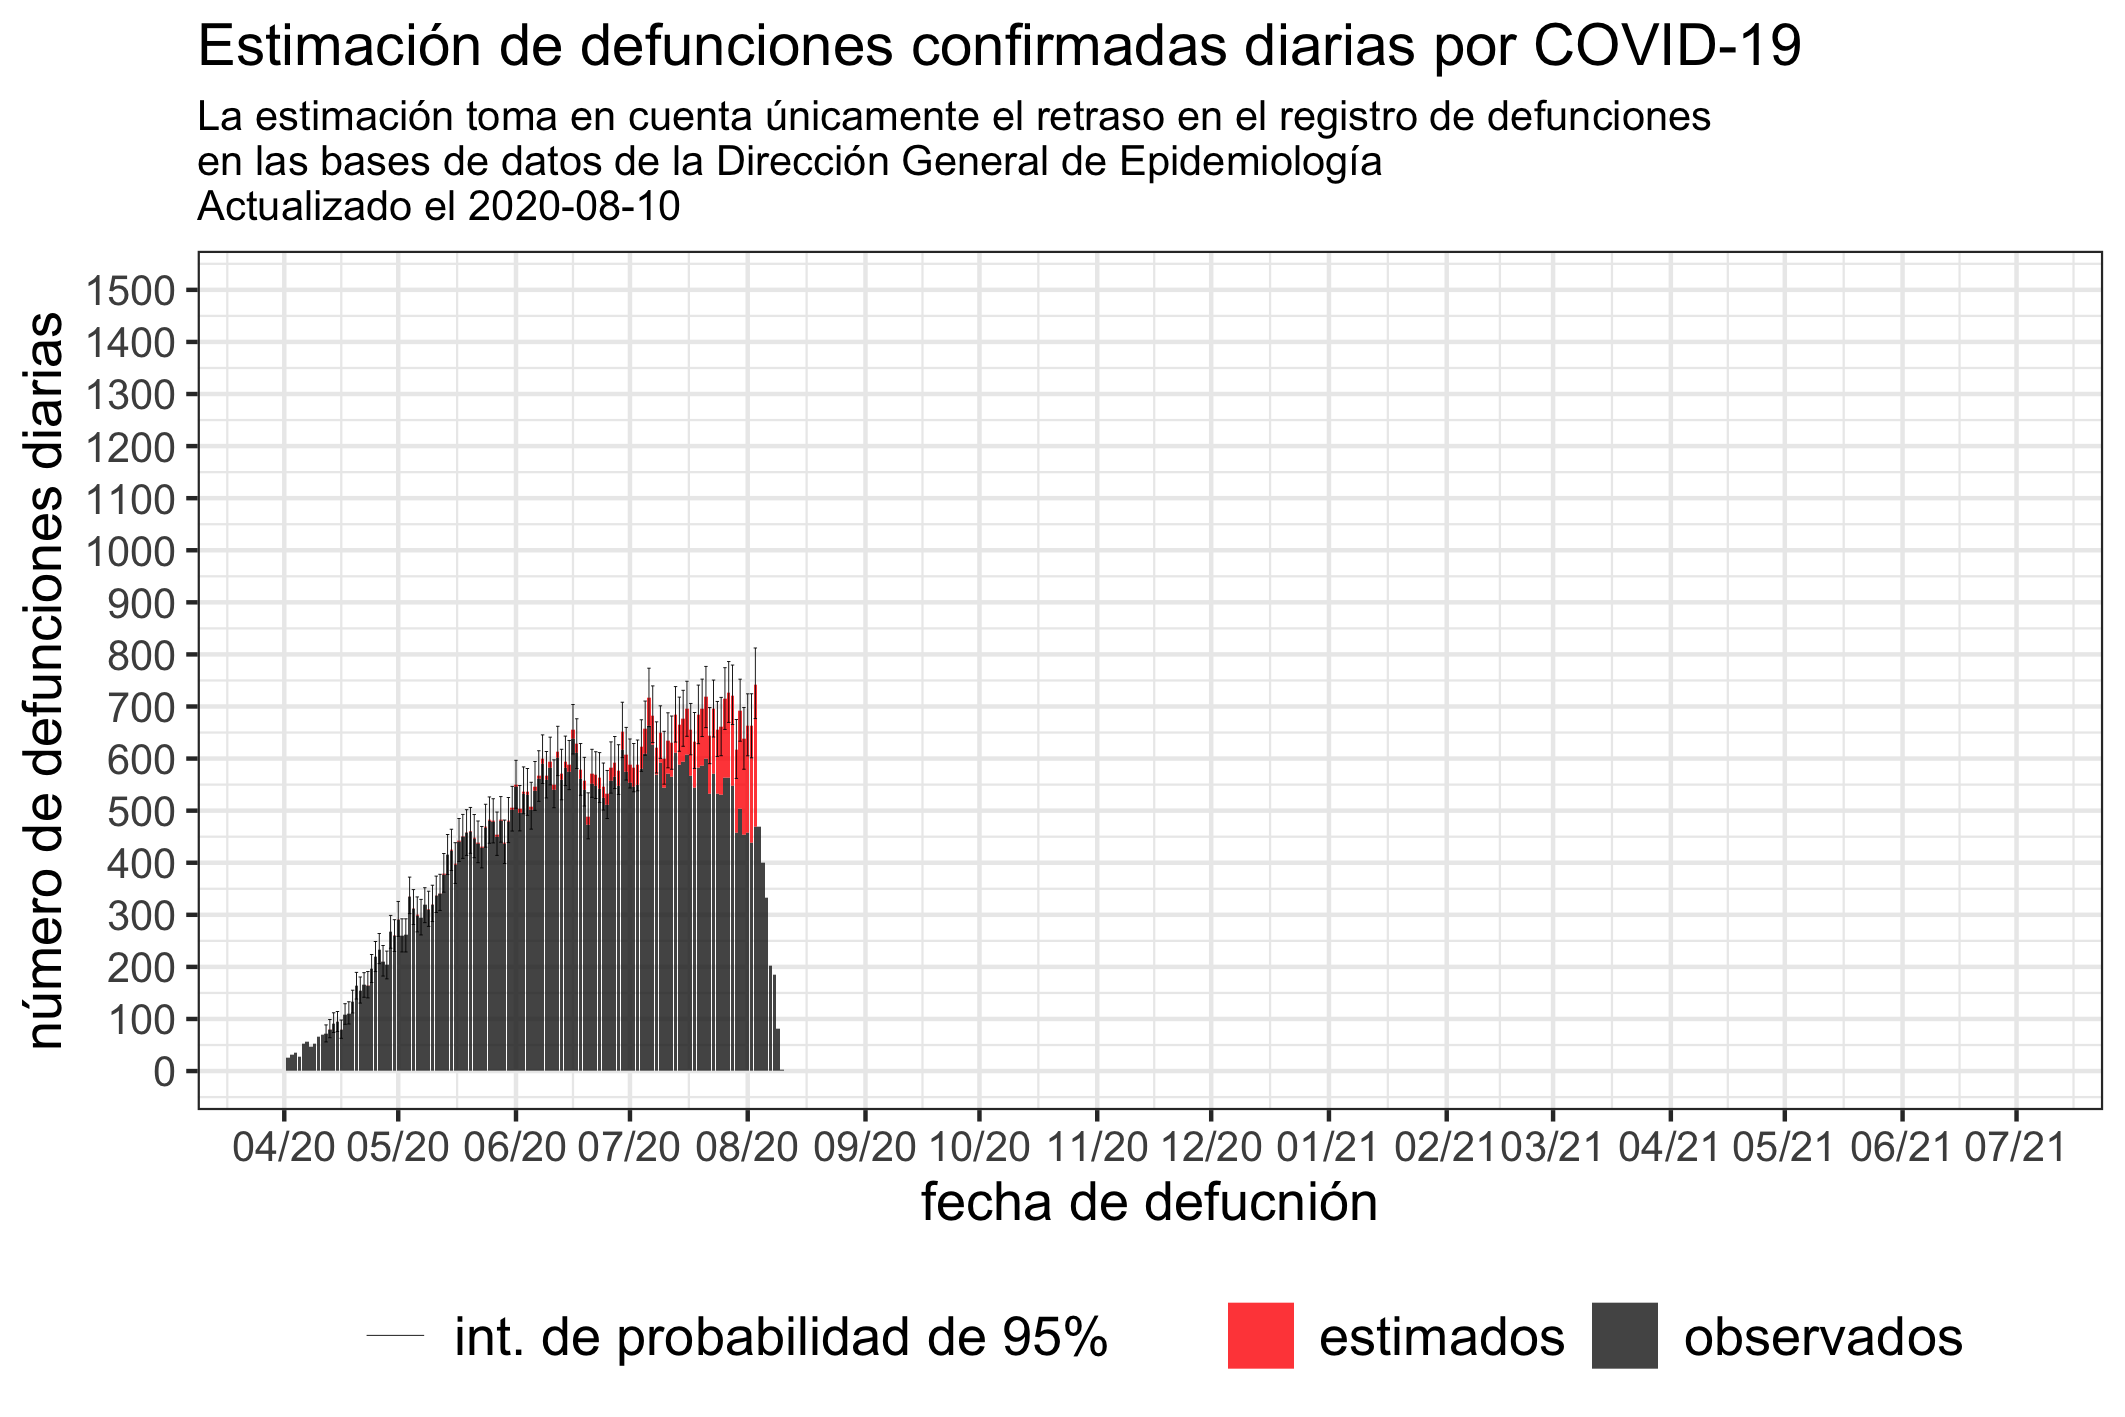 Estimación de defunciones confirmadas diarias por COVID-19
La estimación toma en cuenta únicamente el retraso en el registro de defunciones
en las bases de datos de la Dirección General de Epidemiología
Actualizado el 2020-08-10
número de defunciones diarias
1500
1400
1300
1200
1100
1000
900
800
700
600
500
400
300
200
100
0
04/20 05/20 06/20 07/20 08/20 09/20 10/20 11/20 12/20 01/21 02/21 03/21 04/21 05/21 06/21 07/21
fecha de defucnión
int. de probabilidad de 95% estimados observados